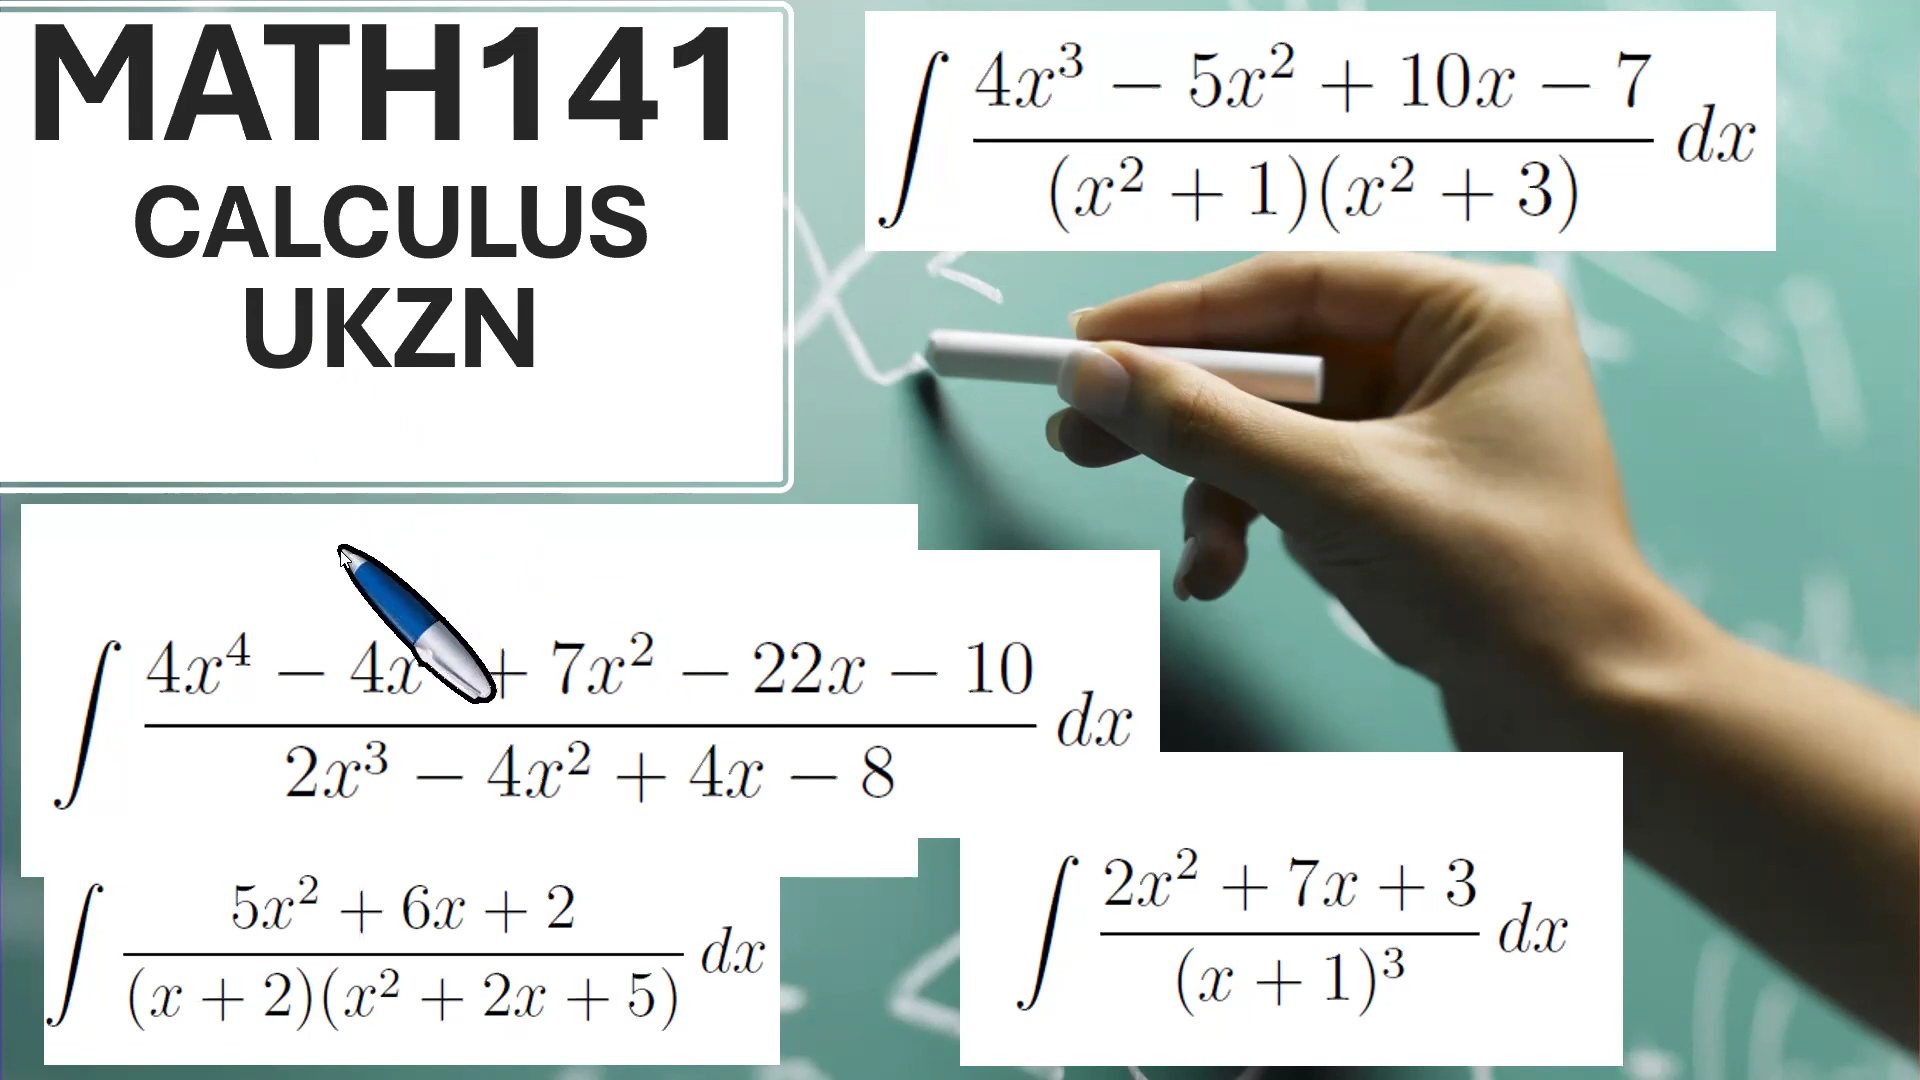 MATH141
CALCULUS
UKZN
∫ (4x³ − 5x² + 10x − 7) / ((x² + 1)(x² + 3)) dx
∫ (4x⁴ − 4x + 7x² − 22x − 10) / (2x³ − 4x² + 4x − 8) dx
∫ (5x² + 6x + 2) / ((x + 2)(x² + 2x + 5)) dx
∫ (2x² + 7x + 3) / (x + 1)³ dx